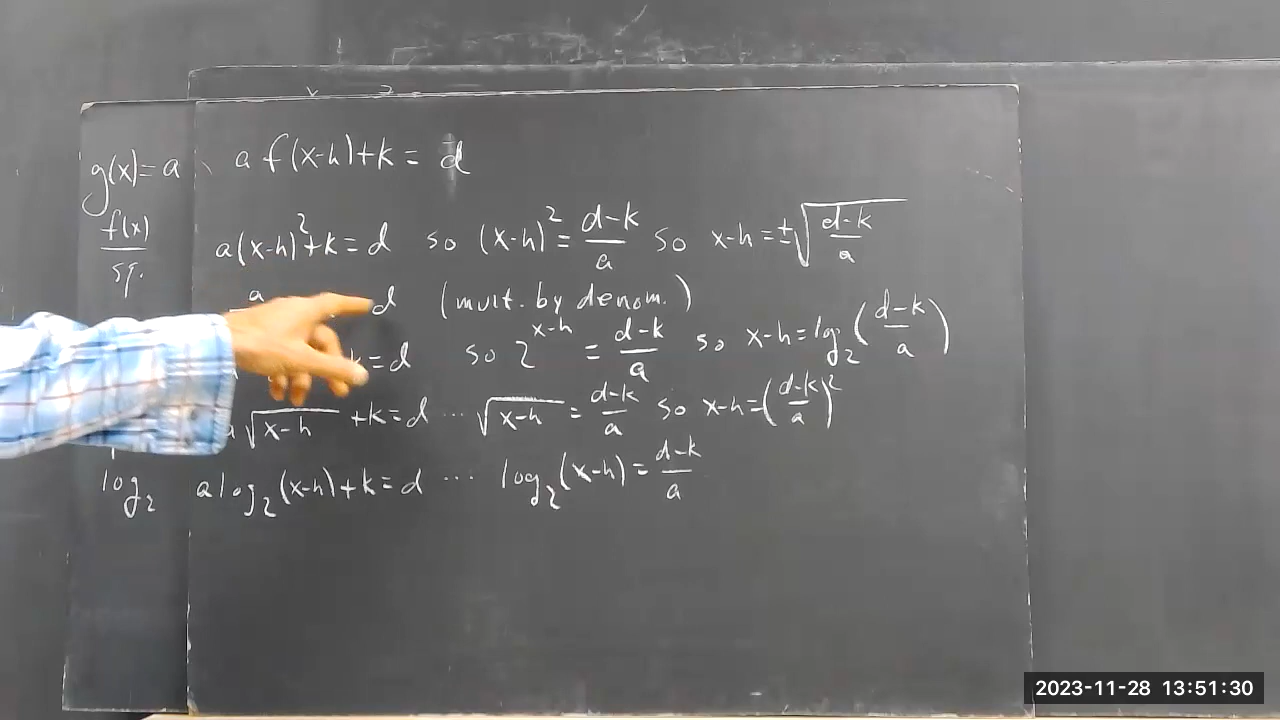 g(x)=a a f(x-h)+k = d
f(x)
sq. a(x-h)²+k=d so (x-h)² = (d-k)/a so x-h = ±√((d-k)/a)
a d (mult. by denom.)
k=d so 2^(x-h) = (d-k)/a so x-h = log₂((d-k)/a)
a√(x-h) +k=d ... √(x-h) = (d-k)/a so x-h=((d-k)/a)²
log₂ a log₂(x-h)+k=d ... log₂(x-h) = (d-k)/a
2023-11-28 13:51:30